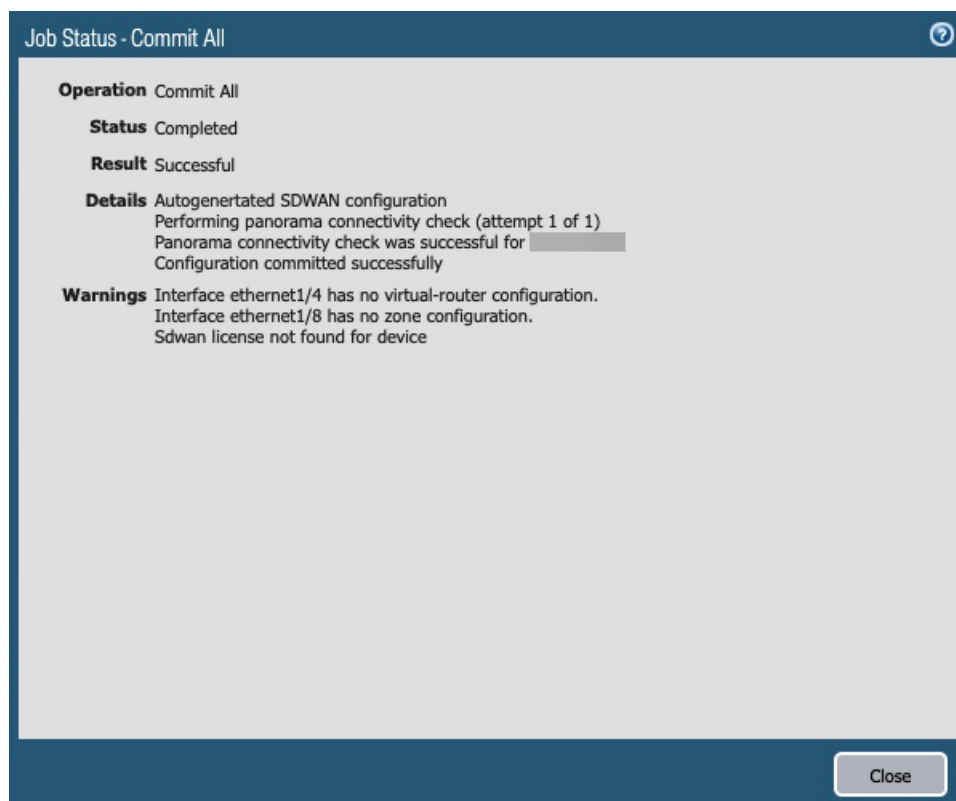 Job Status - Commit All
Operation Commit All
Status Completed
Result Successful
Details Autogenertated SDWAN configuration
Performing panorama connectivity check (attempt 1 of 1)
Panorama connectivity check was successful for
Configuration committed successfully
Warnings Interface ethernet1/4 has no virtual-router configuration.
Interface ethernet1/8 has no zone configuration.
Sdwan license not found for device
Close